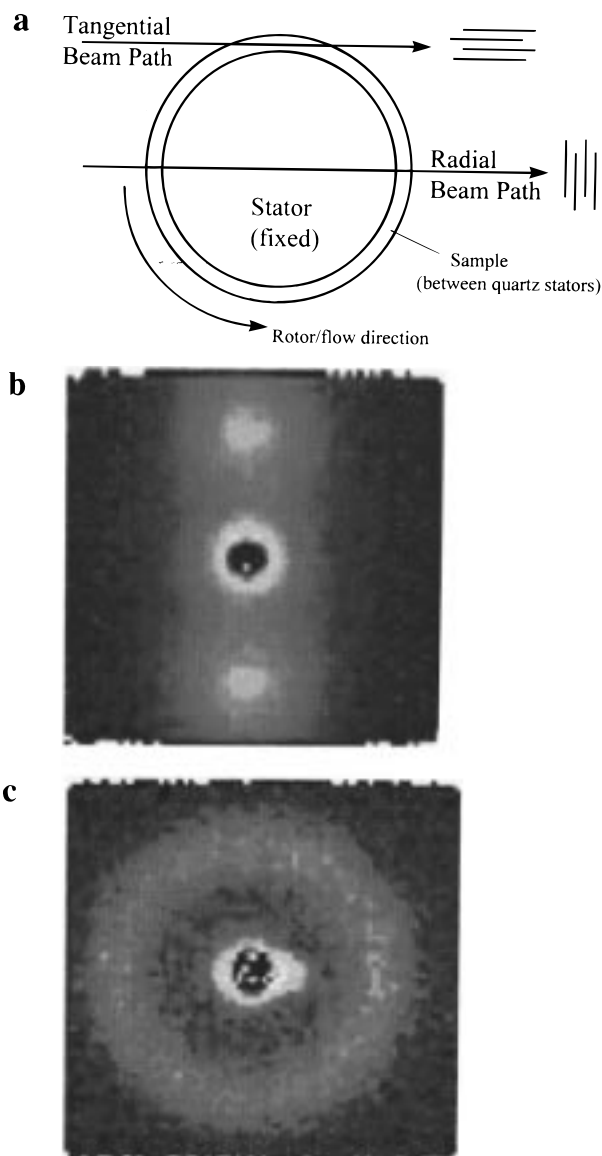 a
Tangential
Beam Path
Radial
Beam Path
Stator
(fixed)
Sample
(between quartz stators)
Rotor/flow direction
b
c